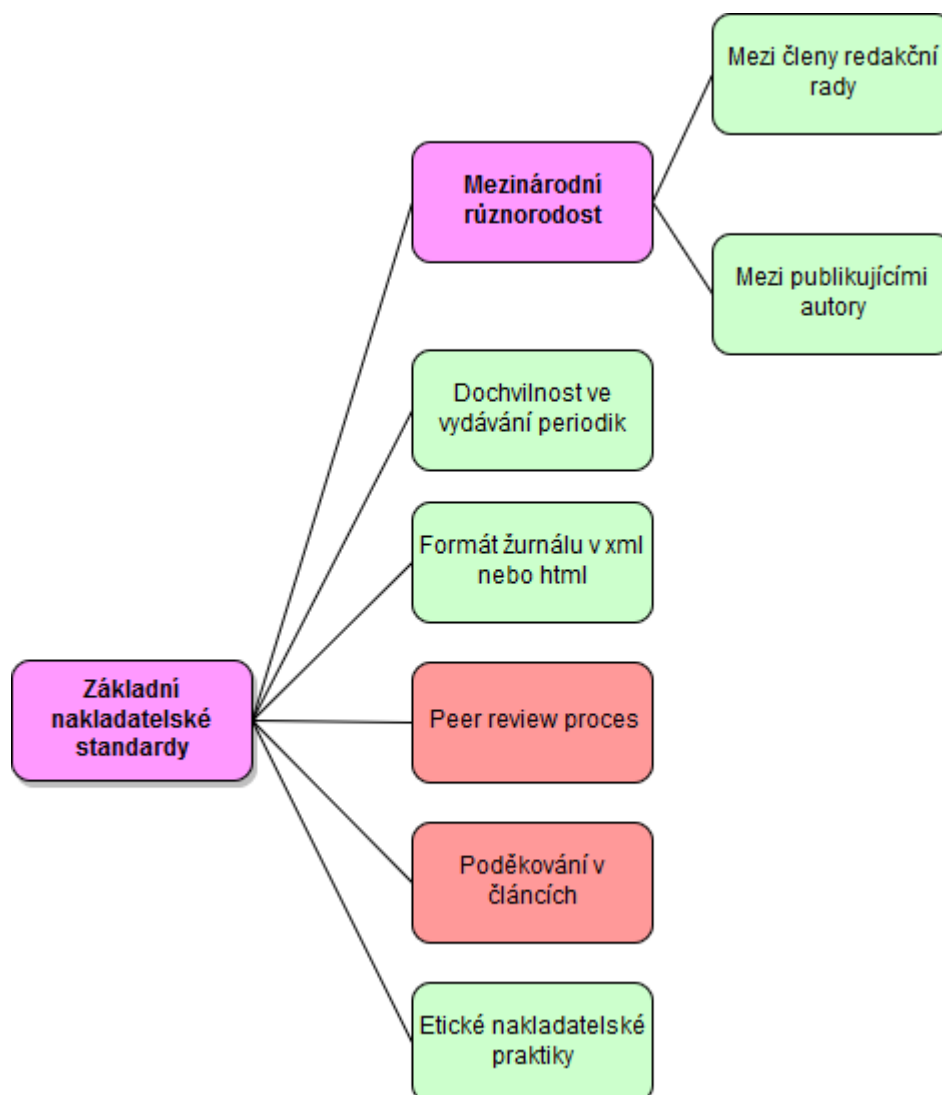 Mezi členy redakční
rady
Mezinárodní
různorodost
Mezi publikujícími
autory
Dochvilnost ve
vydávání periodik
Formát žurnálu v xml
nebo html
Základní
nakladatelské
standardy
Peer review proces
Poděkování v
článcích
Etické nakladatelské
praktiky